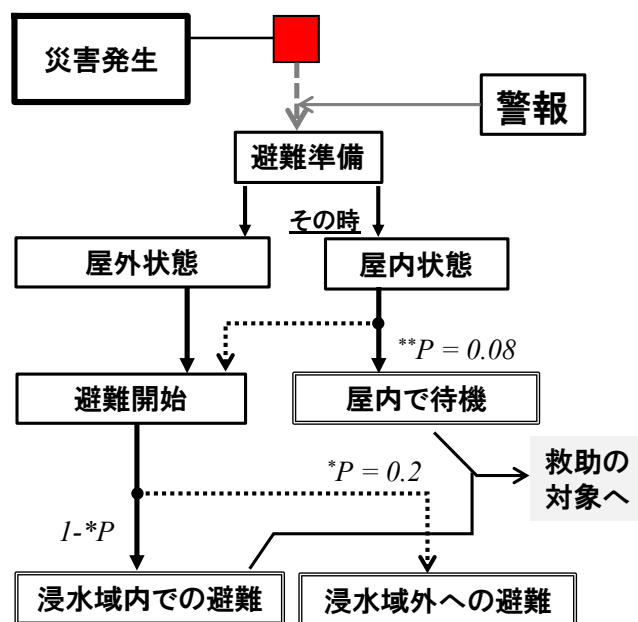 災害発生
警報
避難準備
その時
屋外状態
屋内状態
**P = 0.08
避難開始
屋内で待機
*P = 0.2
救助の
対象へ
1-*P
浸水域内での避難
浸水域外への避難